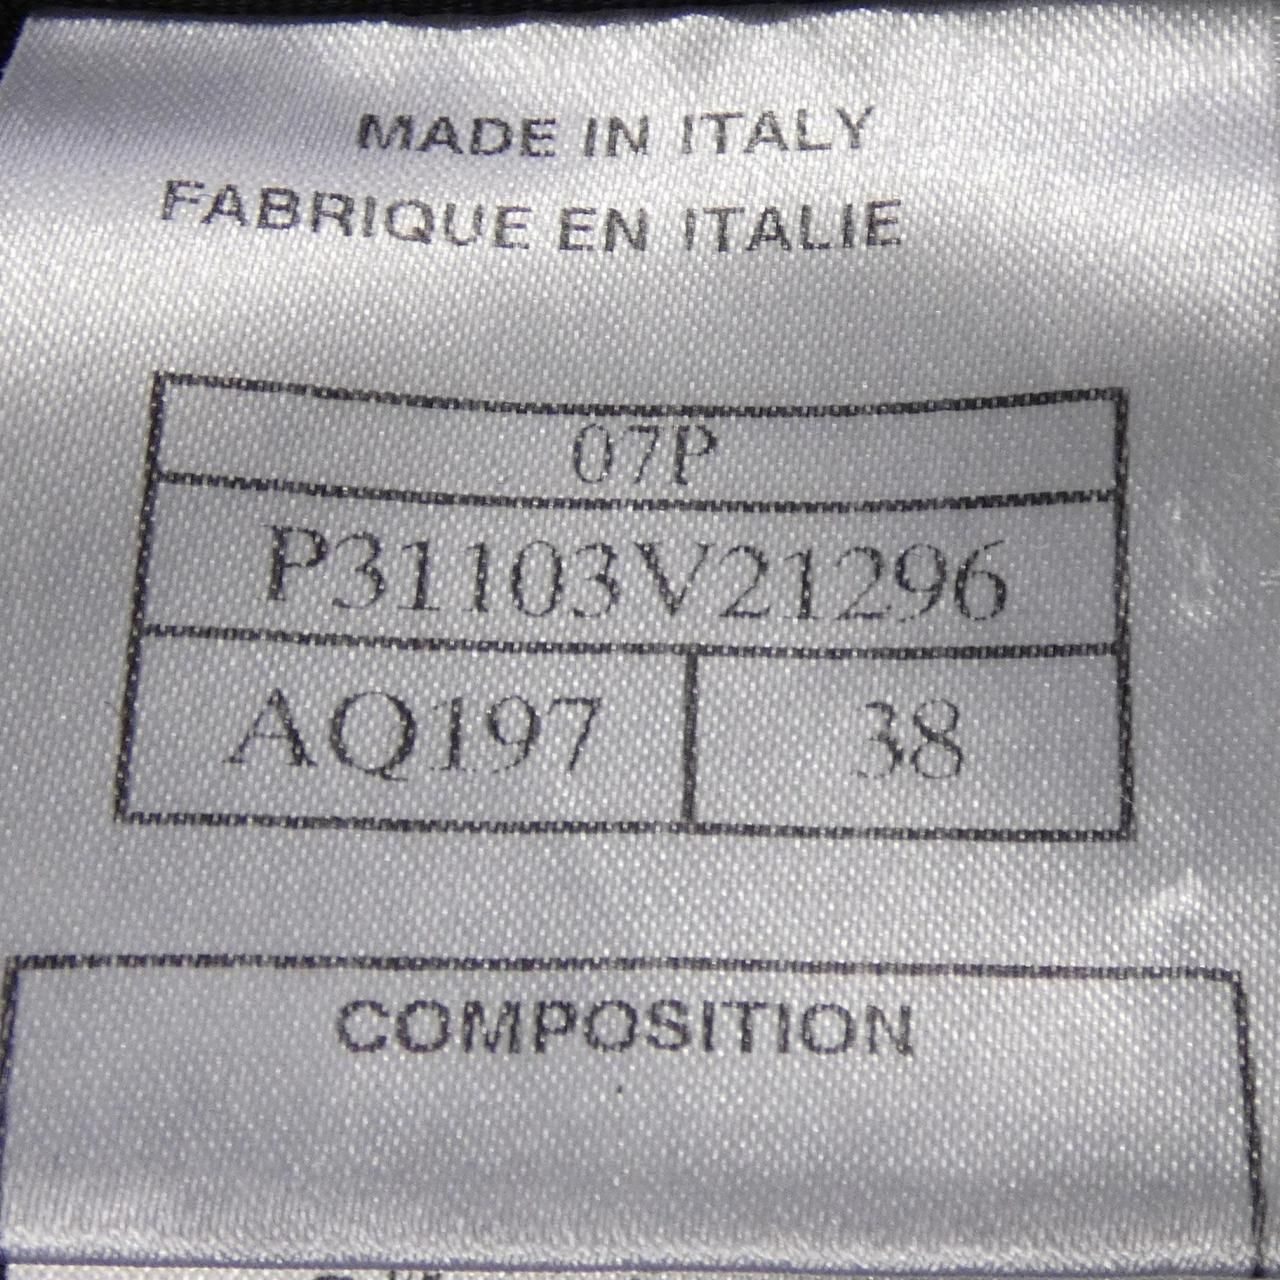 MADE IN ITALY
FABRIQUE EN ITALIE
07P
P31103V21296
AQ197 38
COMPOSITION